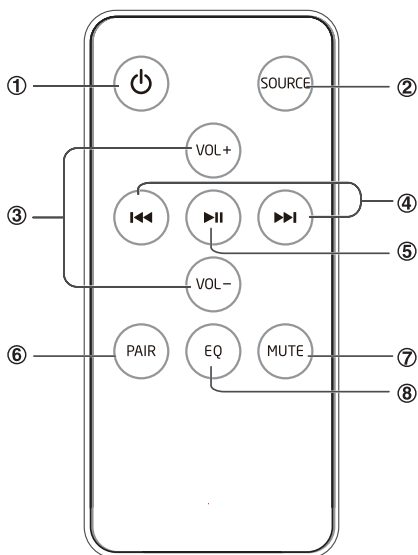 ① SOURCE ②
VOL+
③ ④
⑤
VOL−
⑥ PAIR EQ MUTE ⑦
⑧